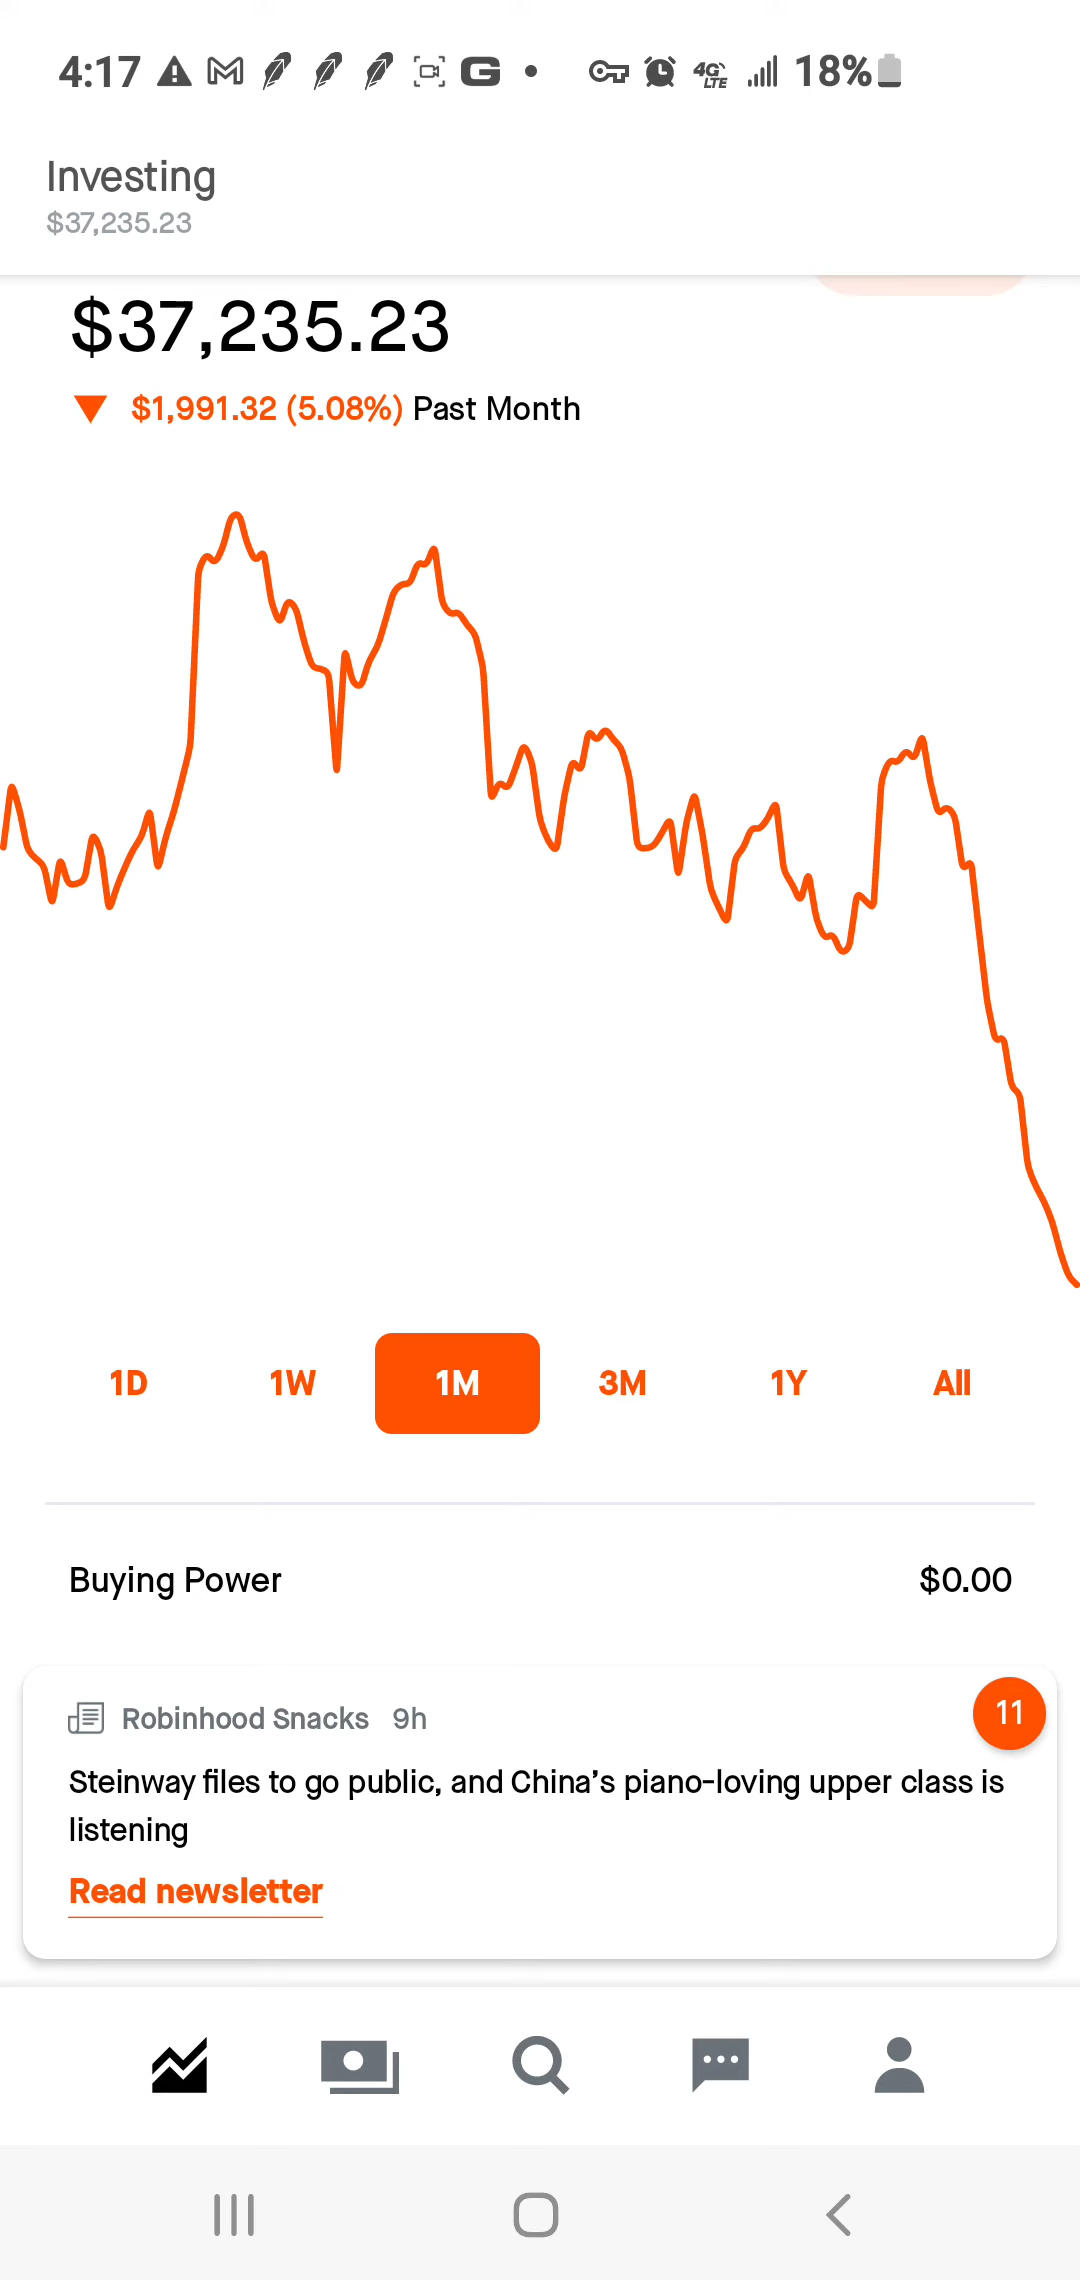 4:17 G 4G LTE 18%
Investing
$37,235.23
$37,235.23
$1,991.32 (5.08%) Past Month
1D 1W 1M 3M 1Y All
Buying Power $0.00
Robinhood Snacks 9h 11
Steinway files to go public, and China’s piano-loving upper class is
listening
Read newsletter